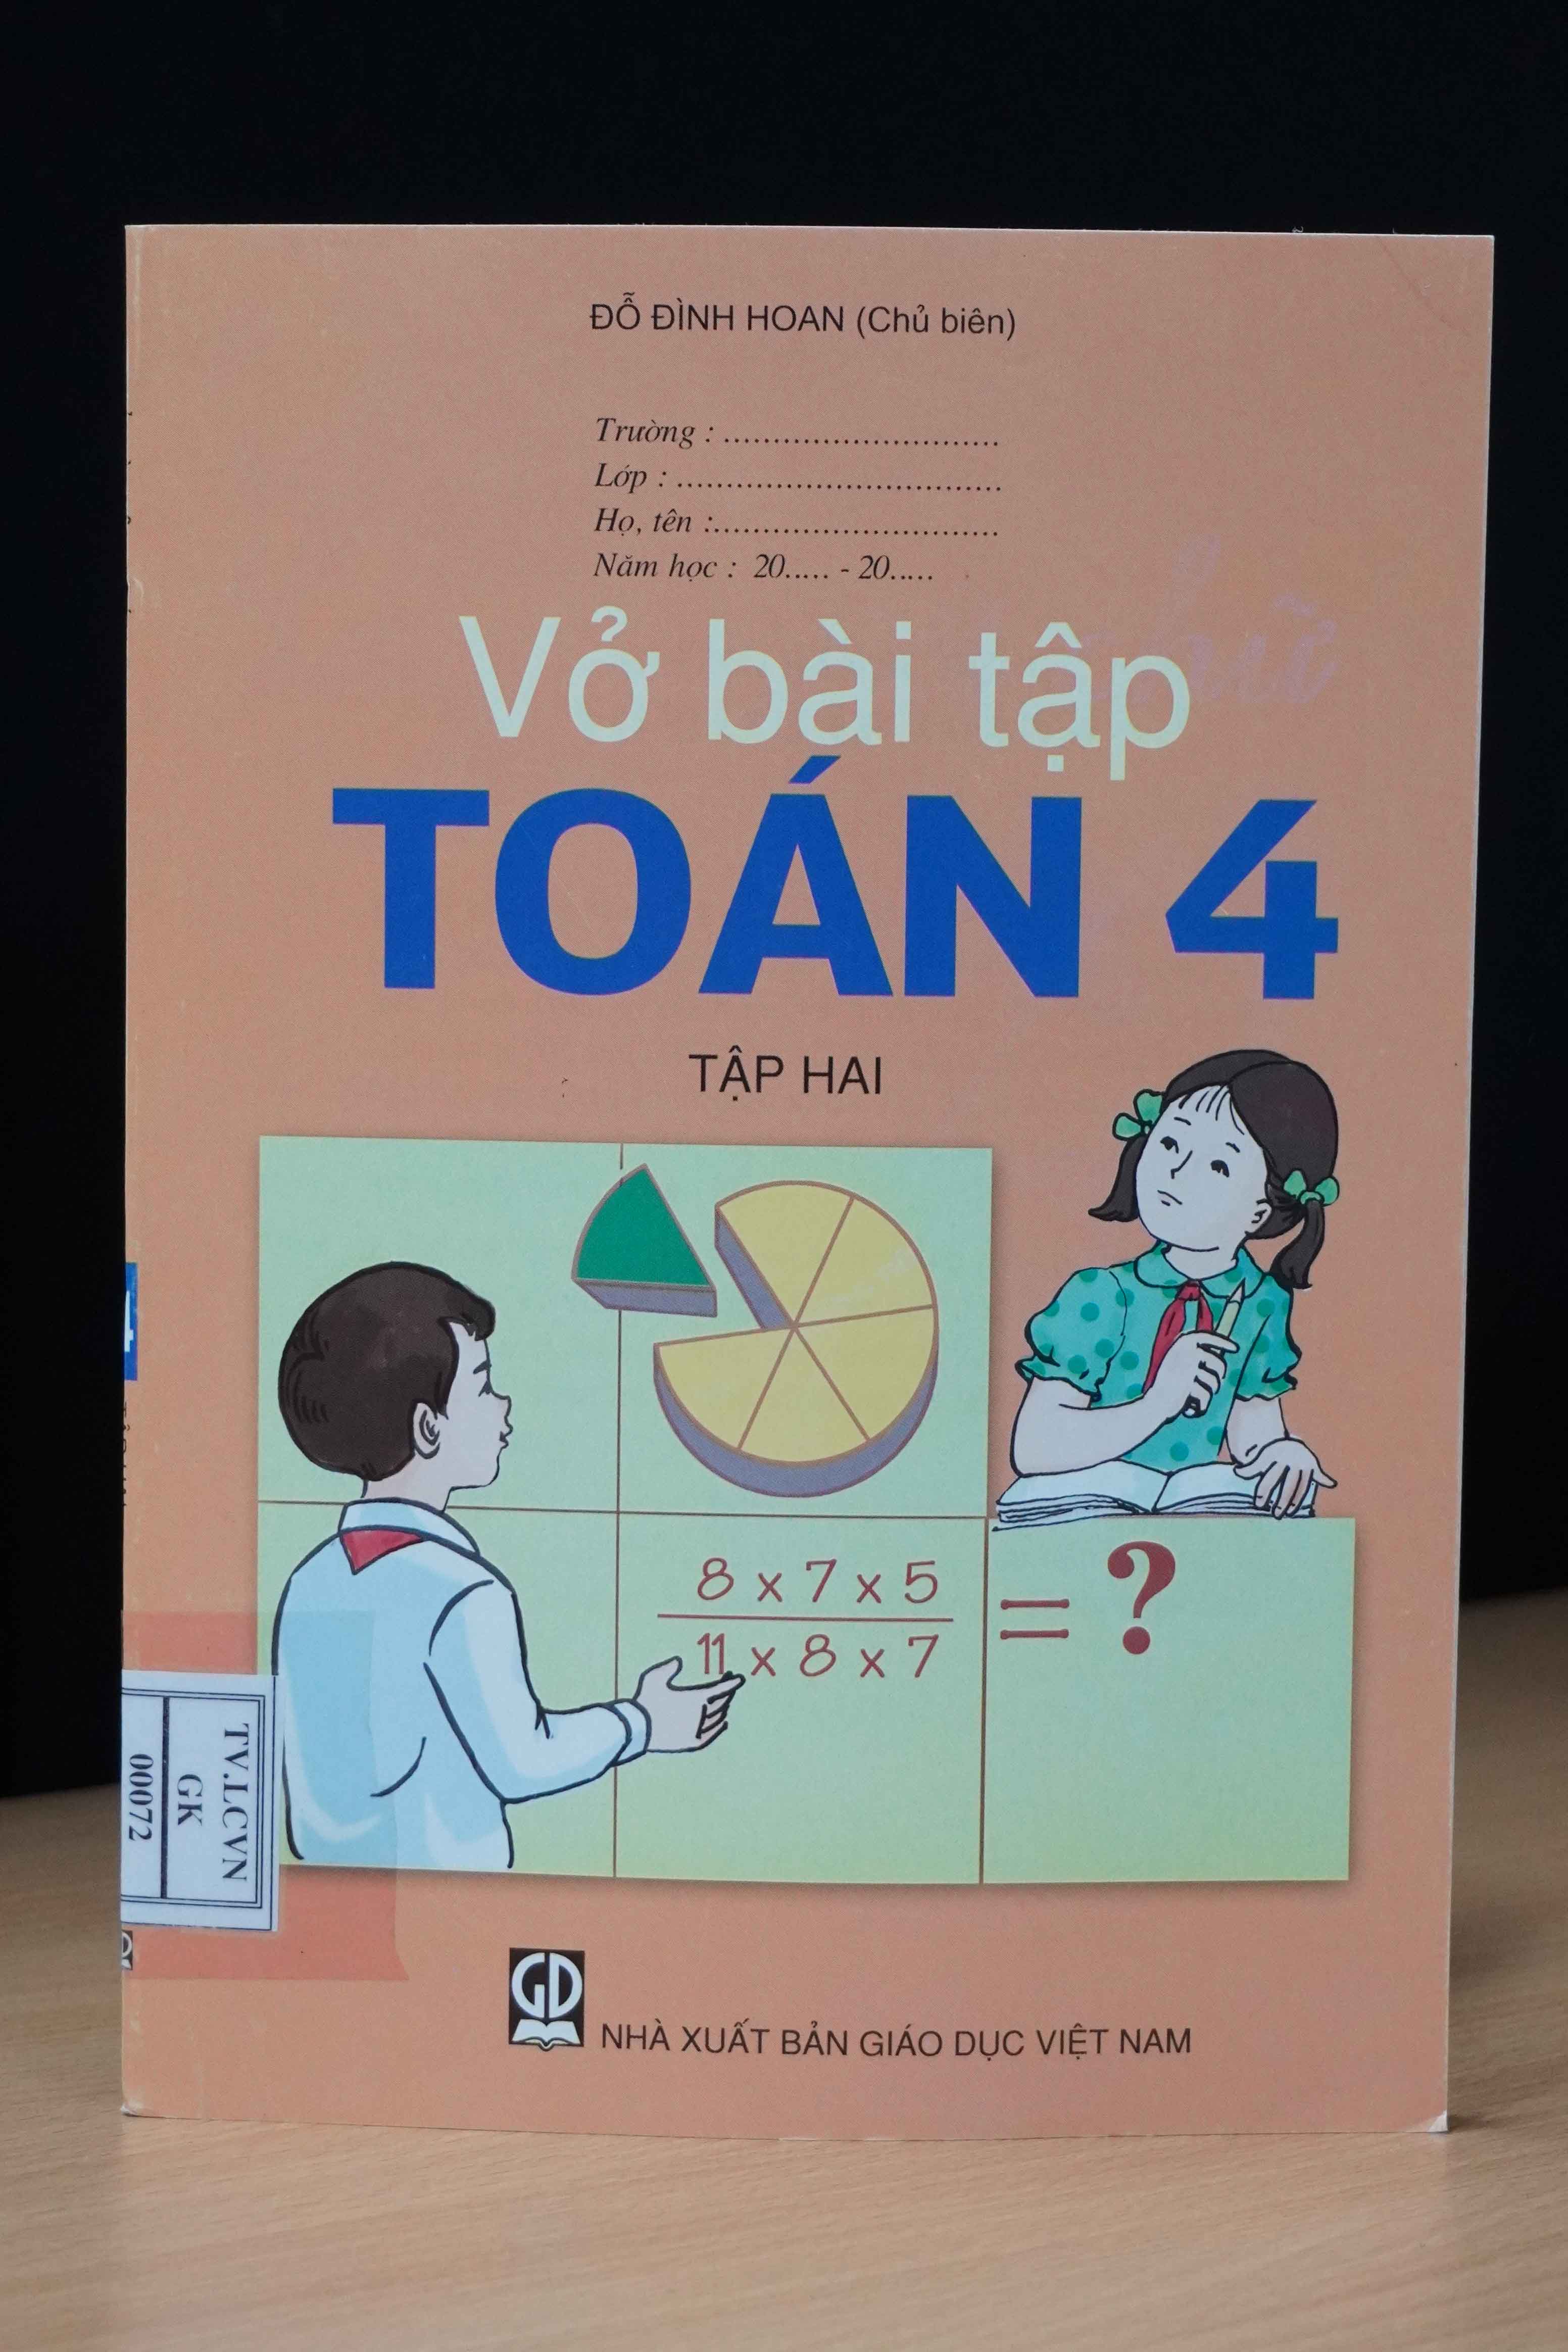 ĐỖ ĐÌNH HOAN (Chủ biên)
Trường : ............................
Lớp : .................................
Họ, tên :.............................
Năm học : 20..... - 20.....
Vở bài tập
TOÁN 4
TẬP HAI
8 x 7 x 5
11 x 8 x 7
= ?
TV.LCVN
GK
00072
GD
NHÀ XUẤT BẢN GIÁO DỤC VIỆT NAM